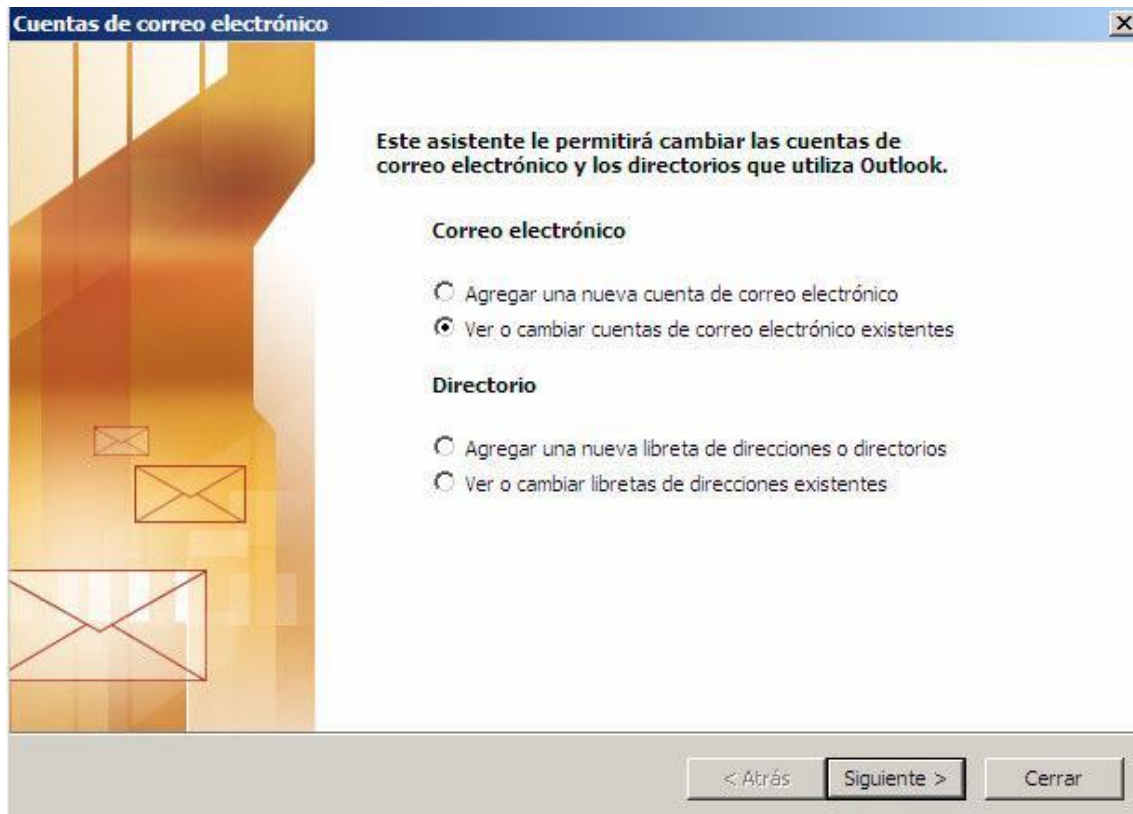 Cuentas de correo electrónico
Este asistente le permitirá cambiar las cuentas de
correo electrónico y los directorios que utiliza Outlook.
Correo electrónico
Agregar una nueva cuenta de correo electrónico
Ver o cambiar cuentas de correo electrónico existentes
Directorio
Agregar una nueva libreta de direcciones o directorios
Ver o cambiar libretas de direcciones existentes
< Atrás Siguiente > Cerrar